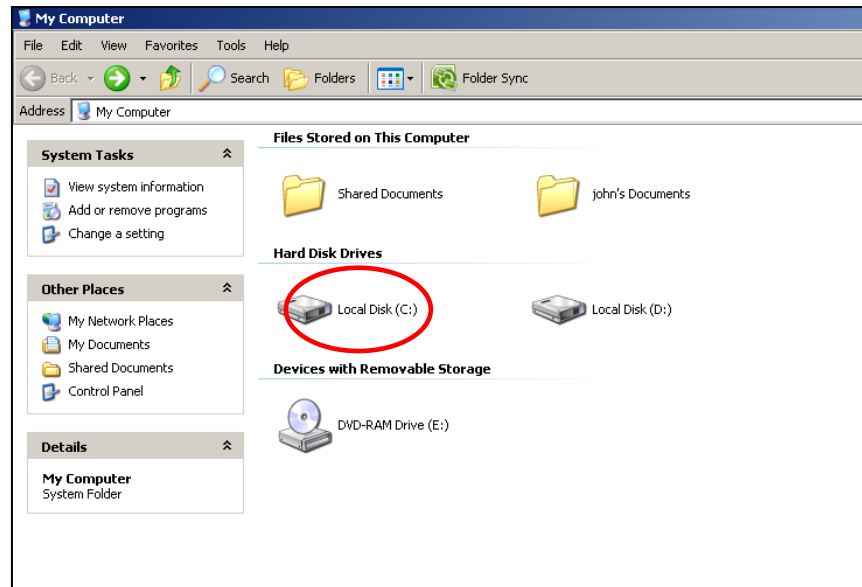 My Computer
File Edit View Favorites Tools Help
Back Search Folders Folder Sync
Address My Computer
System Tasks
View system information
Add or remove programs
Change a setting
Other Places
My Network Places
My Documents
Shared Documents
Control Panel
Details
My Computer
System Folder
Files Stored on This Computer
Shared Documents john's Documents
Hard Disk Drives
Local Disk (C:) Local Disk (D:)
Devices with Removable Storage
DVD-RAM Drive (E:)